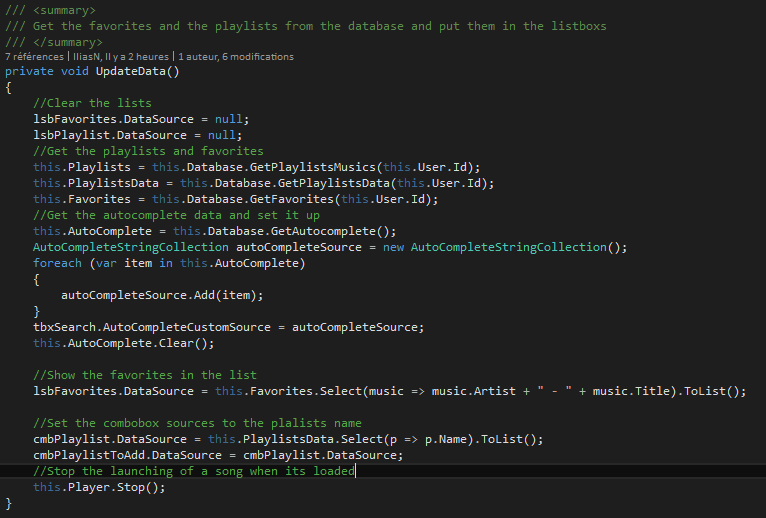 /// <summary>
/// Get the favorites and the playlists from the database and put them in the listboxs
/// </summary>
7 références | IliasN, Il y a 2 heures | 1 auteur, 6 modifications
private void UpdateData()
{
//Clear the lists
lsbFavorites.DataSource = null;
lsbPlaylist.DataSource = null;
//Get the playlists and favorites
this.Playlists = this.Database.GetPlaylistsMusics(this.User.Id);
this.PlaylistsData = this.Database.GetPlaylistsData(this.User.Id);
this.Favorites = this.Database.GetFavorites(this.User.Id);
//Get the autocomplete data and set it up
this.AutoComplete = this.Database.GetAutocomplete();
AutoCompleteStringCollection autoCompleteSource = new AutoCompleteStringCollection();
foreach (var item in this.AutoComplete)
{
autoCompleteSource.Add(item);
}
tbxSearch.AutoCompleteCustomSource = autoCompleteSource;
this.AutoComplete.Clear();
//Show the favorites in the list
lsbFavorites.DataSource = this.Favorites.Select(music => music.Artist + " - " + music.Title).ToList();
//Set the combobox sources to the plalists name
cmbPlaylist.DataSource = this.PlaylistsData.Select(p => p.Name).ToList();
cmbPlaylistToAdd.DataSource = cmbPlaylist.DataSource;
//Stop the launching of a song when its loaded
this.Player.Stop();
}